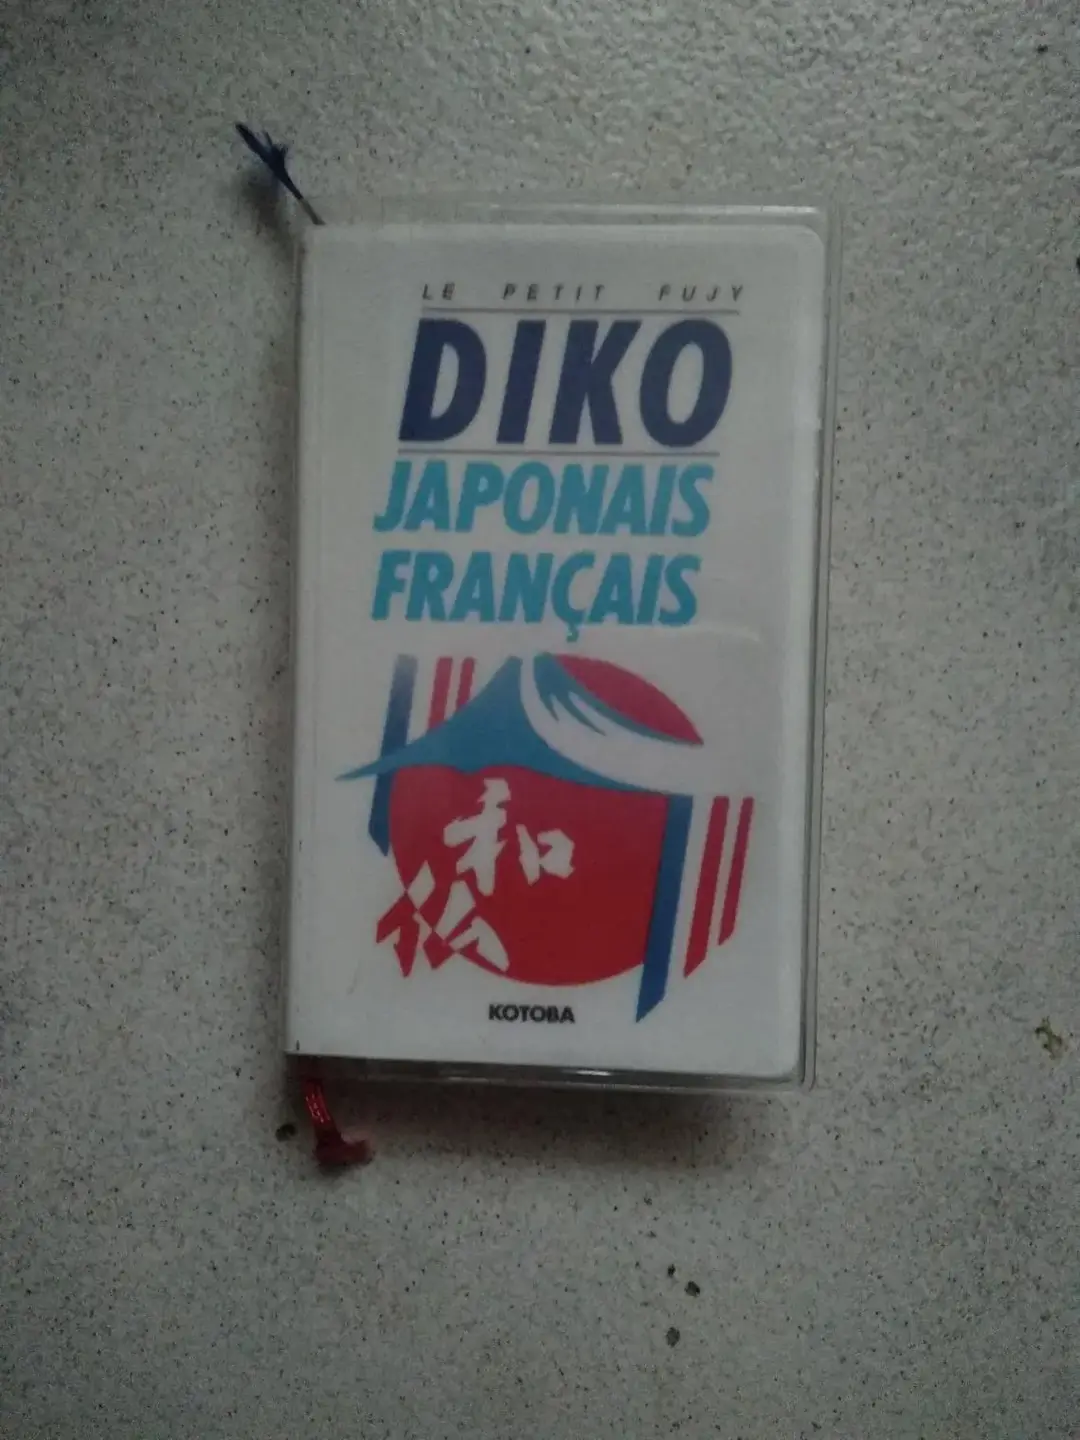 LE PETIT FUJY
DIKO
JAPONAIS
FRANÇAIS
和
仏
KOTOBA